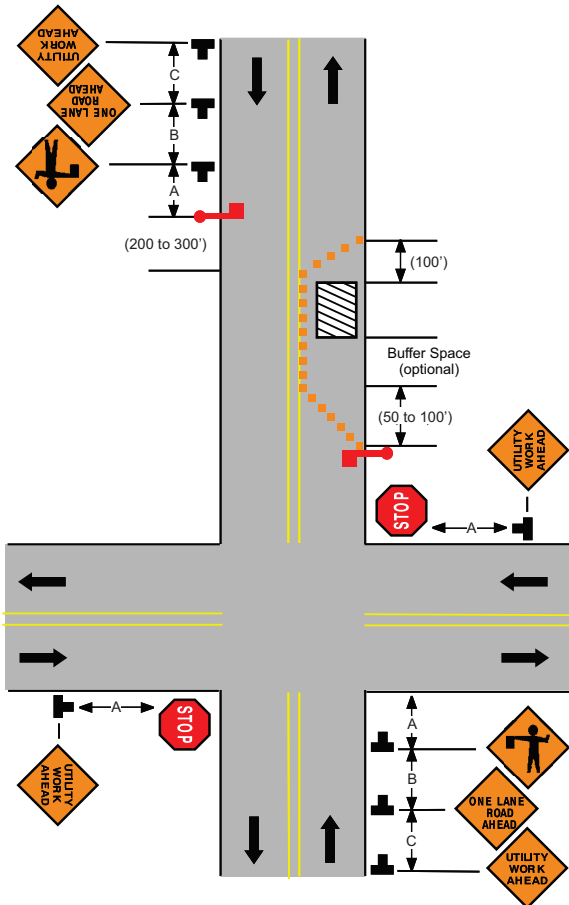 UTILITY
WORK
AHEAD
C
ONE LANE
ROAD
AHEAD
B
A
(200 to 300')
(100')
Buffer Space
(optional)
(50 to 100')
UTILITY
WORK
AHEAD
STOP
A
A
STOP
UTILITY
WORK
AHEAD
A
B
ONE LANE
ROAD
AHEAD
C
UTILITY
WORK
AHEAD